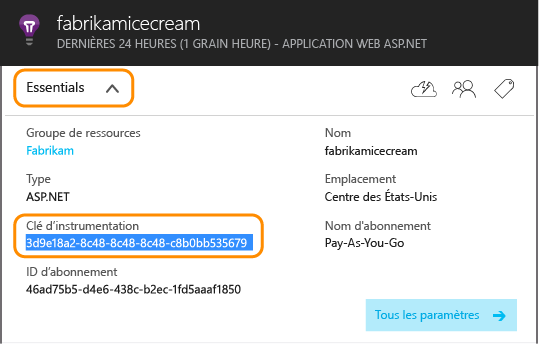 fabrikamicecream
DERNIÈRES 24 HEURES (1 GRAIN HEURE) - APPLICATION WEB ASP.NET
Essentials
Groupe de ressources
Fabrikam
Nom
fabrikamicecream
Type
ASP.NET
Emplacement
Centre des États-Unis
Clé d'instrumentation
3d9e18a2-8c48-8c48-8c48-c8b0bb535679
Nom d'abonnement
Pay-As-You-Go
ID d'abonnement
46ad75b5-d4e6-438c-b2ec-1fd5aaaf1850
Tous les paramètres